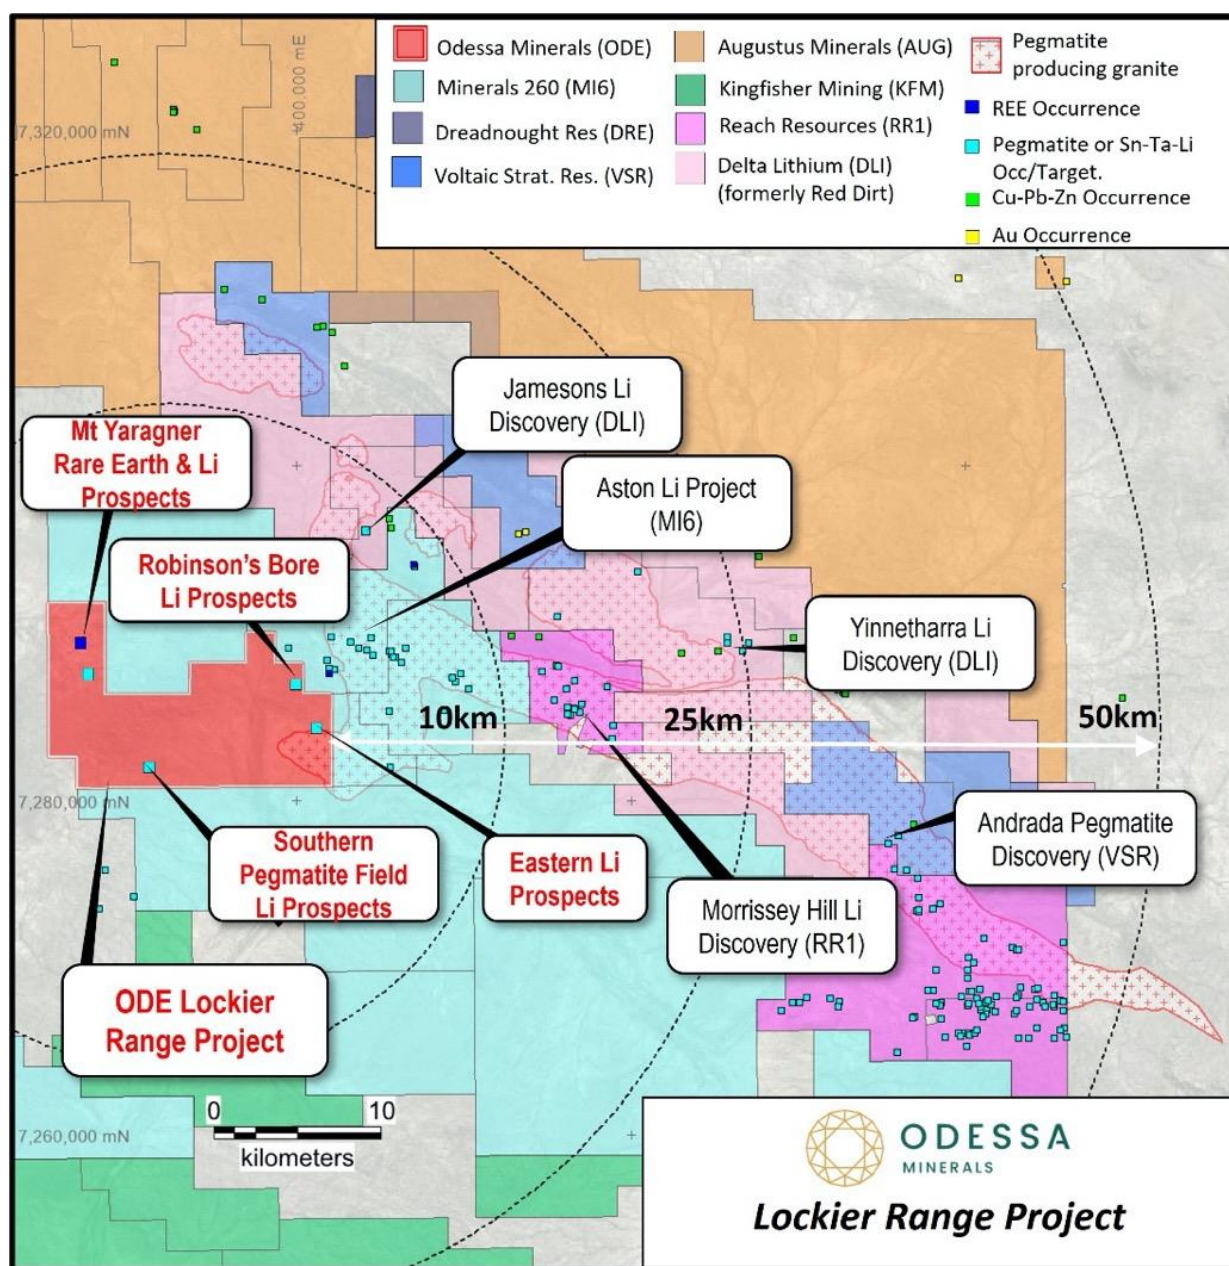 Odessa Minerals (ODE)
Minerals 260 (MI6)
Dreadnought Res (DRE)
Voltaic Strat. Res. (VSR)
Augustus Minerals (AUG)
Kingfisher Mining (KFM)
Reach Resources (RR1)
Delta Lithium (DLI)
(formerly Red Dirt)
Pegmatite
producing granite
REE Occurrence
Pegmatite or Sn-Ta-Li
Occ/Target.
Cu-Pb-Zn Occurrence
Au Occurrence
400,000 mE
7,320,000 mN
Jamesons Li
Discovery (DLI)
Mt Yaragner
Rare Earth & Li
Prospects
Aston Li Project
(MI6)
Robinson's Bore
Li Prospects
Yinnetharra Li
Discovery (DLI)
10km
25km
50km
7,280,000 mN
Southern
Pegmatite Field
Li Prospects
Eastern Li
Prospects
Andrada Pegmatite
Discovery (VSR)
Morrissey Hill Li
Discovery (RR1)
ODE Lockier
Range Project
0
10
kilometers
7,260,000 mN
ODESSA
MINERALS
Lockier Range Project